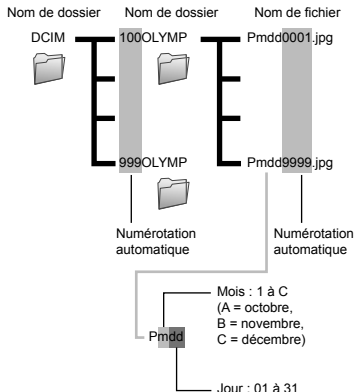 Nom de dossier
Nom de dossier
Nom de fichier
DCIM
100OLYMP
Pmdd0001.jpg
999OLYMP
Pmdd9999.jpg
Numérotation
automatique
Numérotation
automatique
Mois : 1 à C
(A = octobre,
B = novembre,
C = décembre)
Pmdd
Jour : 01 à 31